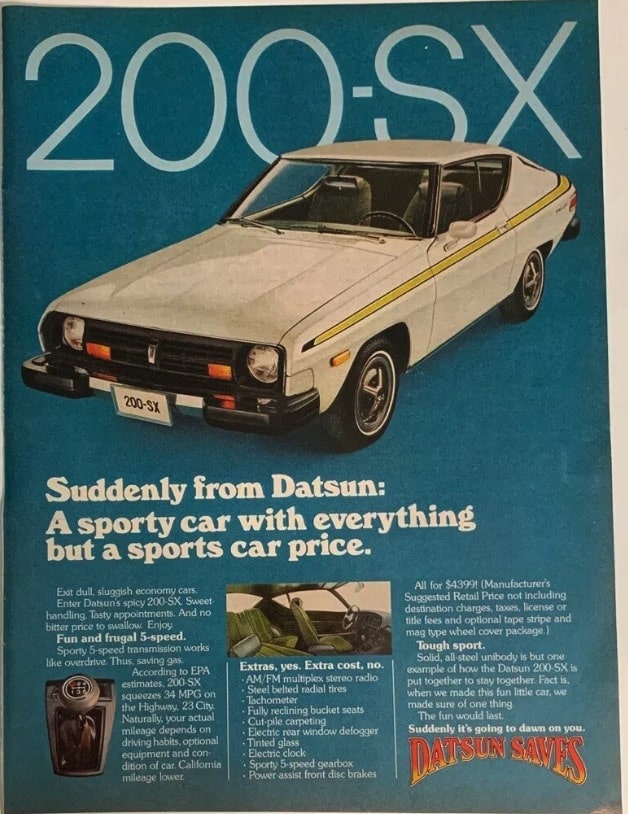 200-SX
200-SX
Suddenly from Datsun:
A sporty car with everything
but a sports car price.
Exit dull, sluggish economy cars.
Enter Datsun's spicy 200-SX. Sweet
handling. Tasty appointments. And no
bitter price to swallow. Enjoy.
Fun and frugal 5-speed.
Sporty 5-speed transmission works
like overdrive. Thus, saving gas.
According to EPA
estimates, 200-SX
squeezes 34 MPG on
the Highway, 23 City.
Naturally, your actual
mileage depends on
driving habits, optional
equipment and con-
dition of car. California
mileage lower.
Extras, yes. Extra cost, no.
· AM/FM multiplex stereo radio
· Steel belted radial tires
· Tachometer
· Fully reclining bucket seats
· Cut-pile carpeting
· Electric rear window defogger
· Tinted glass
· Electric clock
· Sporty 5-speed gearbox
· Power-assist front disc brakes
All for $4399! (Manufacturer's
Suggested Retail Price not including
destination charges, taxes, license or
title fees and optional tape stripe and
mag type wheel cover package.)
Tough sport.
Solid, all-steel unibody is but one
example of how the Datsun 200-SX is
put together to stay together. Fact is,
when we made this fun little car, we
made sure of one thing.
The fun would last.
Suddenly it's going to dawn on you.
DATSUN SAVES